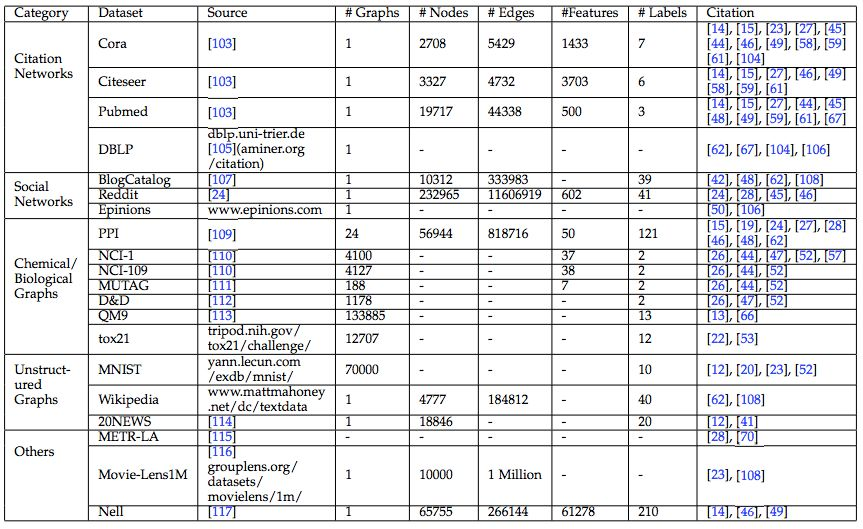 Category Dataset Source # Graphs # Nodes # Edges #Features # Labels Citation
Citation Networks
Cora [103] 1 2708 5429 1433 7 [14], [15], [23], [27], [45]
[44], [46], [49], [58], [59]
[61], [104]
Citeseer [103] 1 3327 4732 3703 6 [14], [15], [27], [46], [49]
[58], [59], [61]
Pubmed [103] 1 19717 44338 500 3 [14], [15], [27], [44], [45]
[48], [49], [59], [61], [67]
DBLP dblp.uni-trier.de
[105](aminer.org
/citation) 1 - - - - [62], [67], [104], [106]
Social Networks
BlogCatalog [107] 1 10312 333983 - 39 [42], [48], [62], [108]
Reddit [24] 1 232965 11606919 602 41 [24], [28], [45], [46]
Epinions www.epinions.com 1 - - - - [50], [106]
Chemical/ Biological Graphs
PPI [109] 24 56944 818716 50 121 [15], [19], [24], [27], [28]
[46], [48], [62]
NCI-1 [110] 4100 - - 37 2 [26], [44], [47], [52], [57]
NCI-109 [110] 4127 - - 38 2 [26], [44], [52]
MUTAG [111] 188 - - 7 2 [26], [44], [52]
D&D [112] 1178 - - - 2 [26], [47], [52]
QM9 [113] 133885 - - - 13 [13], [66]
tox21 tripod.nih.gov/
tox21/challenge/ 12707 - - - 12 [22], [53]
Unstruct-
ured
Graphs
MNIST yann.lecun.com
/exdb/mnist/ 70000 - - - 10 [12], [20], [23], [52]
Wikipedia www.mattmahoney
.net/dc/textdata 1 4777 184812 - 40 [62], [108]
20NEWS [114] 1 18846 - - 20 [12], [41]
Others
METR-LA [115] - - - - - [28], [70]
Movie-Lens1M [116]
grouplens.org/
datasets/
movielens/1m/ 1 10000 1 Million - - [23], [108]
Nell [117] 1 65755 266144 61278 210 [14], [46], [49]